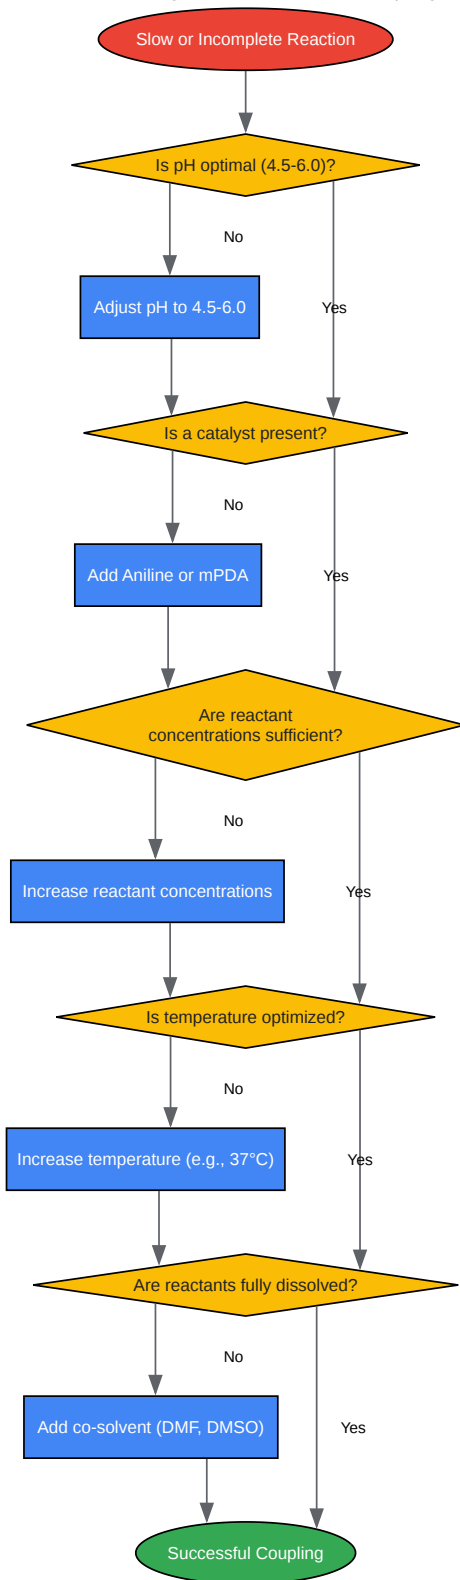 Slow or Incomplete Reaction
Is pH optimal (4.5-6.0)?
No
Adjust pH to 4.5-6.0
Yes
Is a catalyst present?
No
Add Aniline or mPDA
Yes
Are reactant
concentrations sufficient?
No
Increase reactant concentrations
Yes
Is temperature optimized?
No
Increase temperature (e.g., 37°C)
Yes
Are reactants fully dissolved?
No
Add co-solvent (DMF, DMSO)
Yes
Successful Coupling